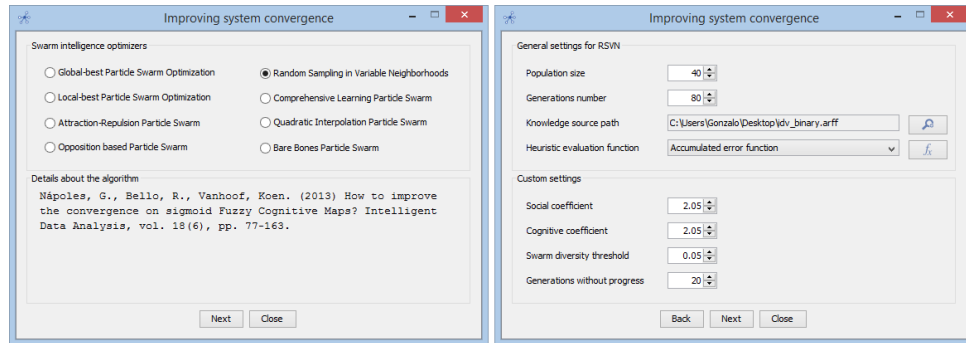 Improving system convergence
Swarm intelligence optimizers
Global-best Particle Swarm Optimization
Random Sampling in Variable Neighborhoods
Local-best Particle Swarm Optimization
Comprehensive Learning Particle Swarm
Attraction-Repulsion Particle Swarm
Quadratic Interpolation Particle Swarm
Opposition based Particle Swarm
Bare Bones Particle Swarm
Details about the algorithm
Nápoles, G., Bello, R., Vanhoof, Koen. (2013) How to improve
the convergence on sigmoid Fuzzy Cognitive Maps? Intelligent
Data Analysis, vol. 18(6), pp. 77-163.
Next Close
Improving system convergence
General settings for RSVN
Population size 40
Generations number 80
Knowledge source path C:\Users\Gonzalo\Desktop\jdv_binary.arff
Heuristic evaluation function Accumulated error function fx
Custom settings
Social coefficient 2.05
Cognitive coefficient 2.05
Swarm diversity threshold 0.05
Generations without progress 20
Back Next Close